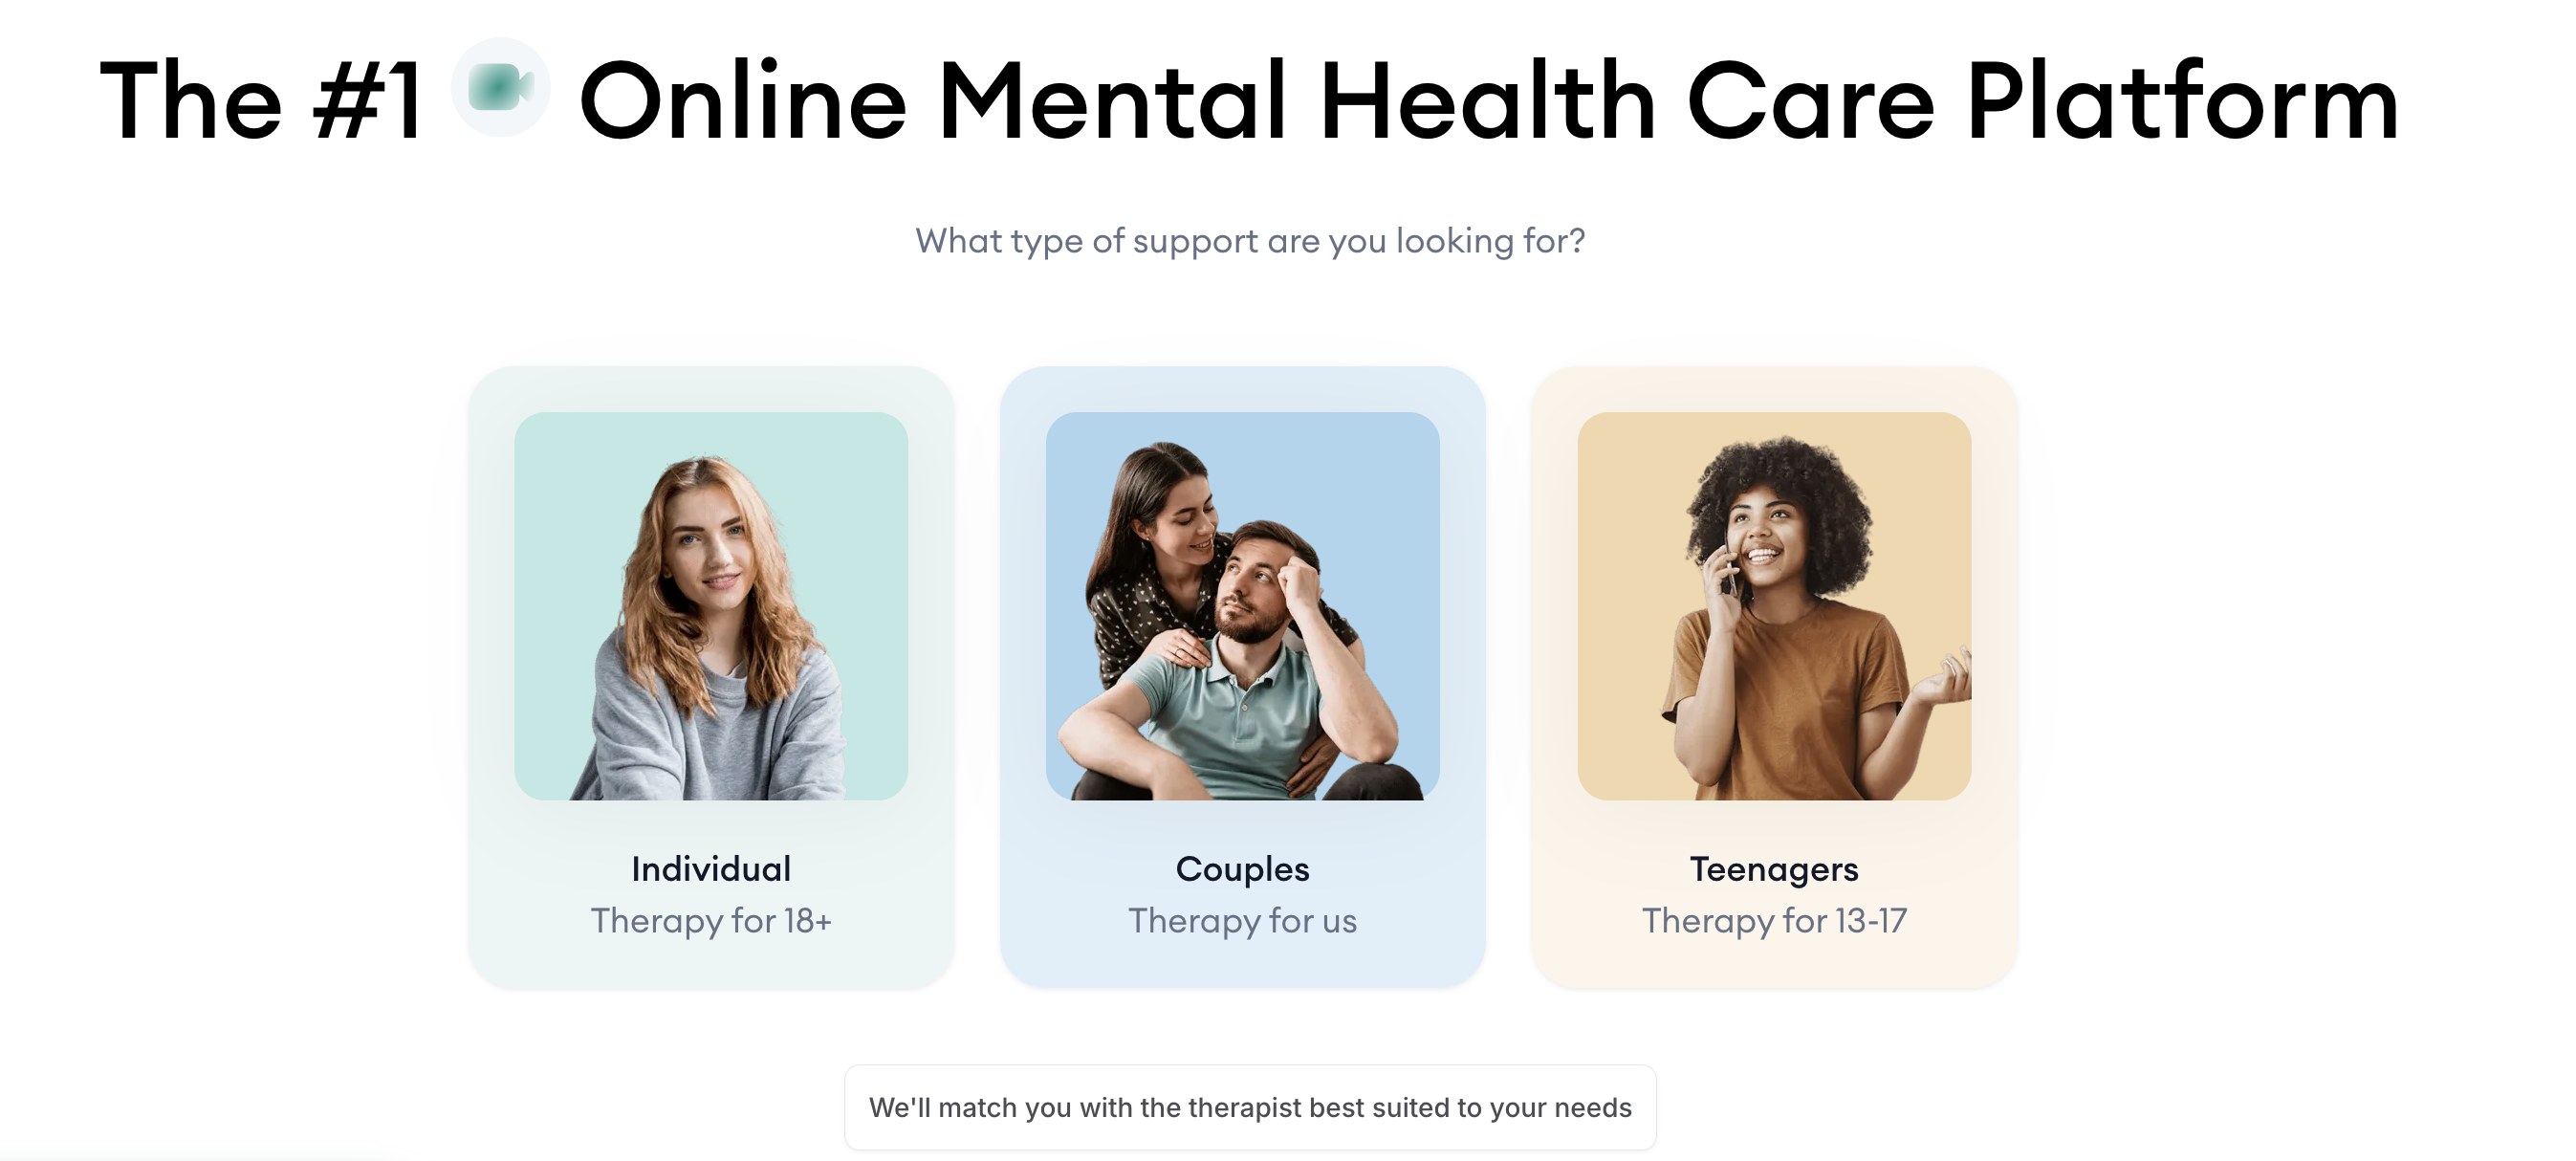 The #1 Online Mental Health Care Platform
What type of support are you looking for?
Individual
Therapy for 18+
Couples
Therapy for us
Teenagers
Therapy for 13-17
We'll match you with the therapist best suited to your needs